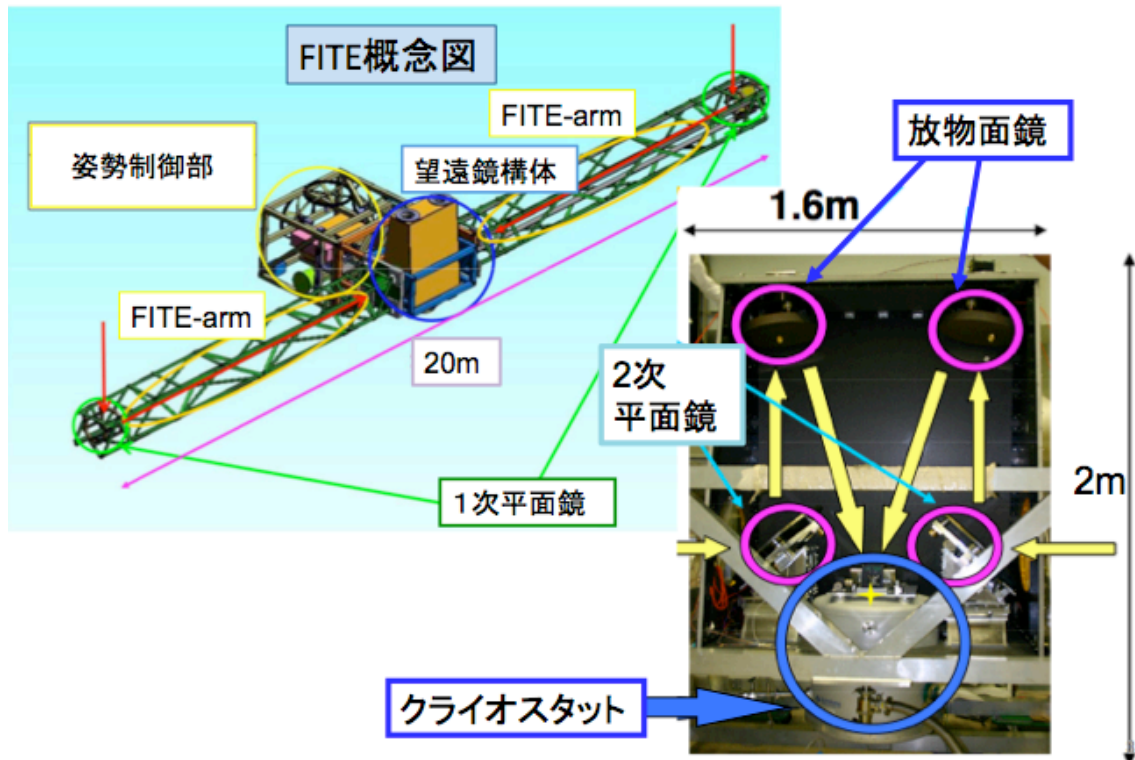 FITE概念図
FITE-arm
姿勢制御部
望遠鏡構体
放物面鏡
1.6m
FITE-arm
20m
2次
平面鏡
2m
1次平面鏡
クライオスタット